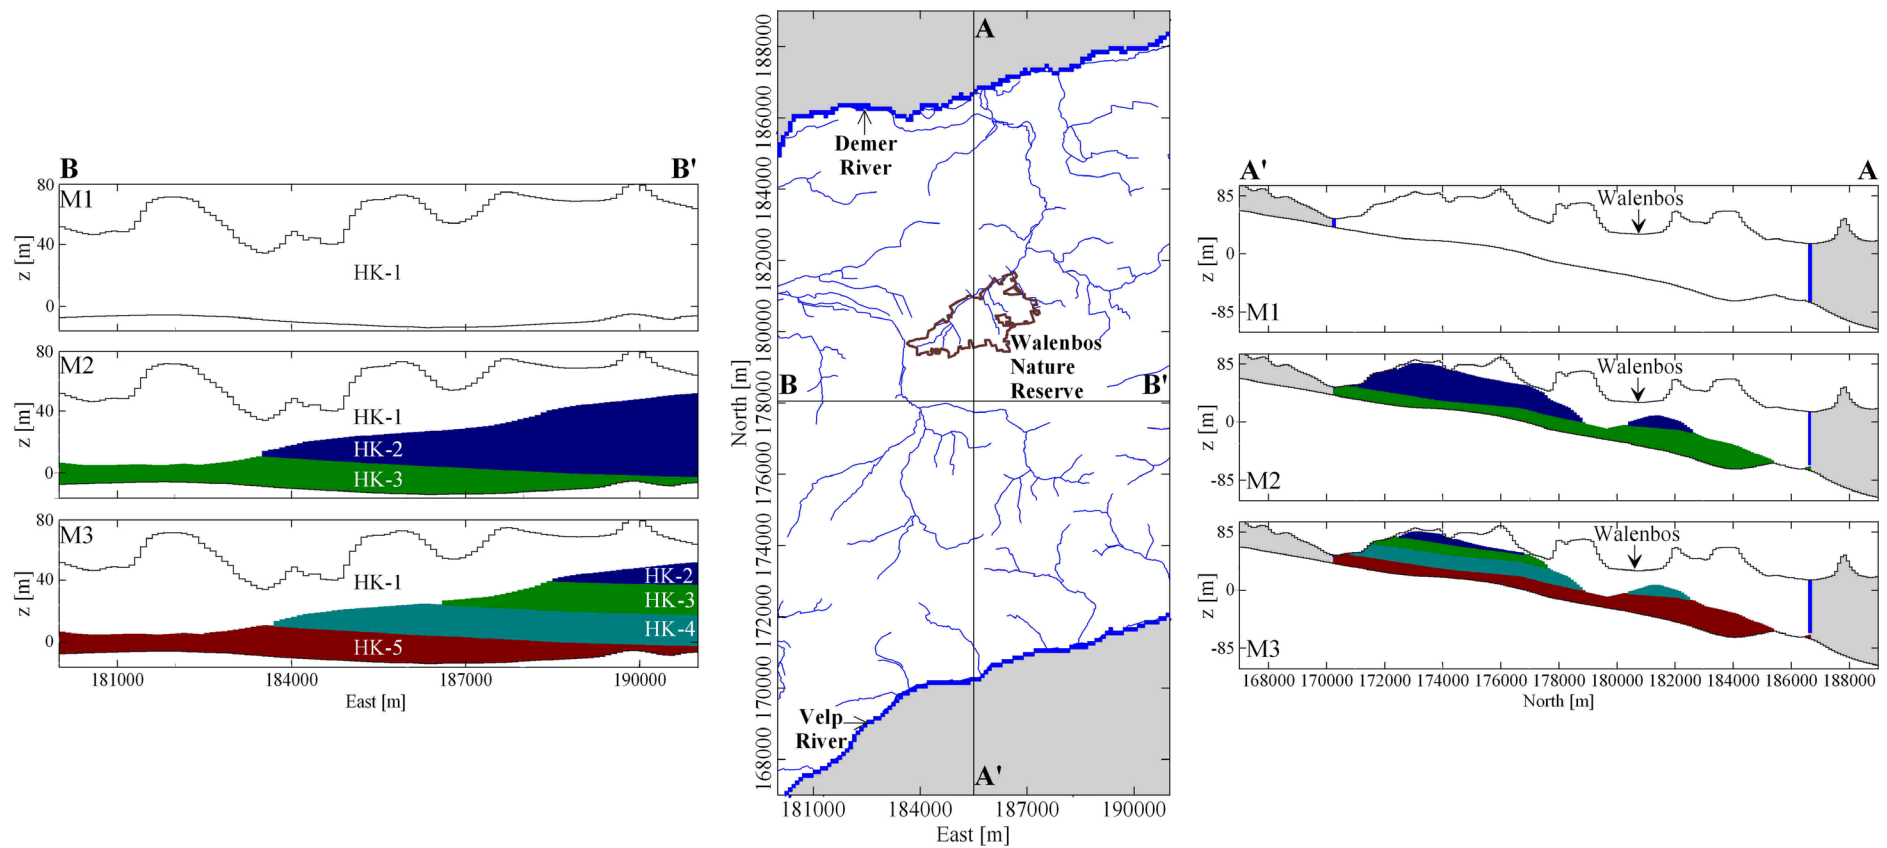 B
B'
M1
HK-1
80
40
0
z [m]
M2
HK-1
HK-2
HK-3
80
40
0
z [m]
M3
HK-1
HK-2
HK-3
HK-4
HK-5
80
40
0
z [m]
181000
184000
187000
190000
East [m]
A
Demer
River
Walenbos
Nature
Reserve
B
B'
Velp
River
A'
188000
186000
184000
182000
180000
178000
176000
174000
172000
170000
168000
North [m]
181000
184000
187000
190000
East [m]
A'
A
Walenbos
85
0
-85
z [m]
M1
Walenbos
85
0
-85
z [m]
M2
Walenbos
85
0
-85
z [m]
M3
168000
170000
172000
174000
176000
178000
180000
182000
184000
186000
188000
North [m]